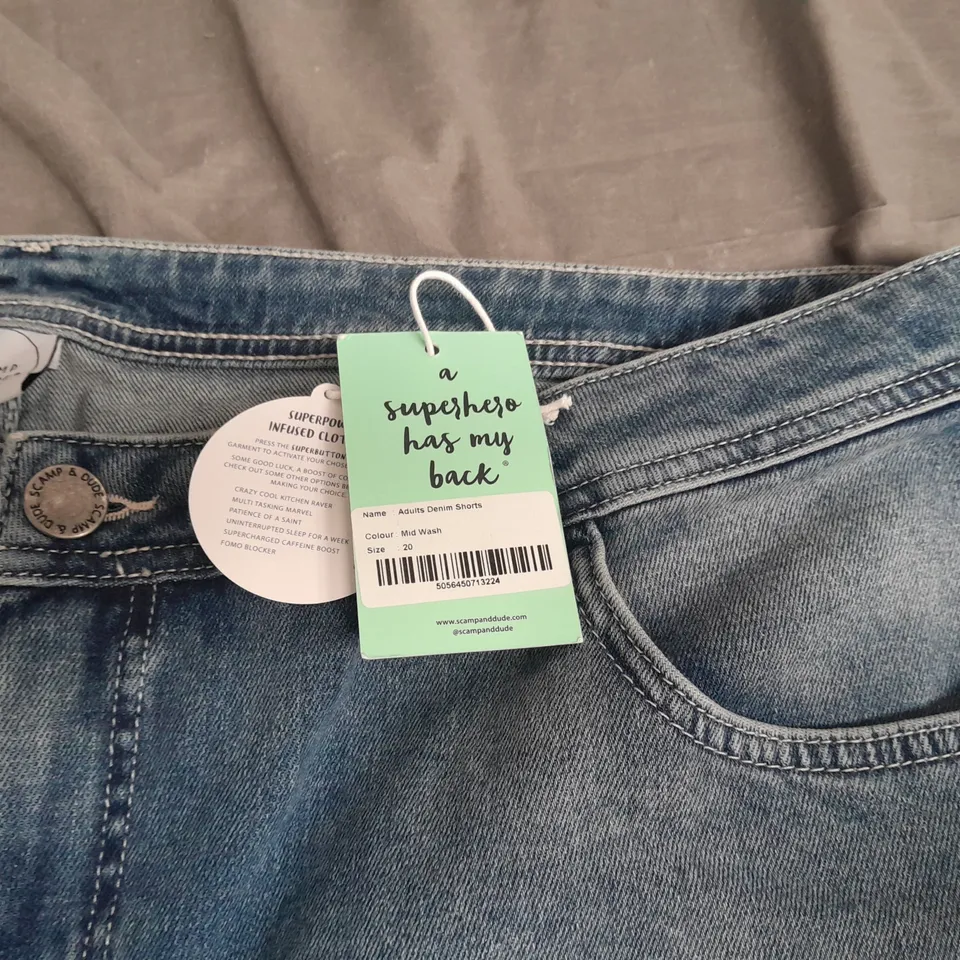 a
superhero
has my
back®
Name : Adults Denim Shorts
Colour : Mid Wash
Size : 20
5056450713224
www.scampanddude.com
@scampanddude
INFUSED
PRESS THE SUPERBUTTON
GARMENT TO ACTIVATE YOUR
SOME GOOD LUCK, A BOOST OF
CHECK OUT SOME OTHER OPTIONS
MAKING YOUR CHOICE
CRAZY COOL KITCHEN RAVER
MULTI TASKING MARVEL
PATIENCE OF A SAINT
UNINTERRUPTED SLEEP FOR A WEEK
SUPERCHARGED CAFFEINE BOOST
FOMO BLOCKER
SCAMP & DUDE SCAMP & DUDE